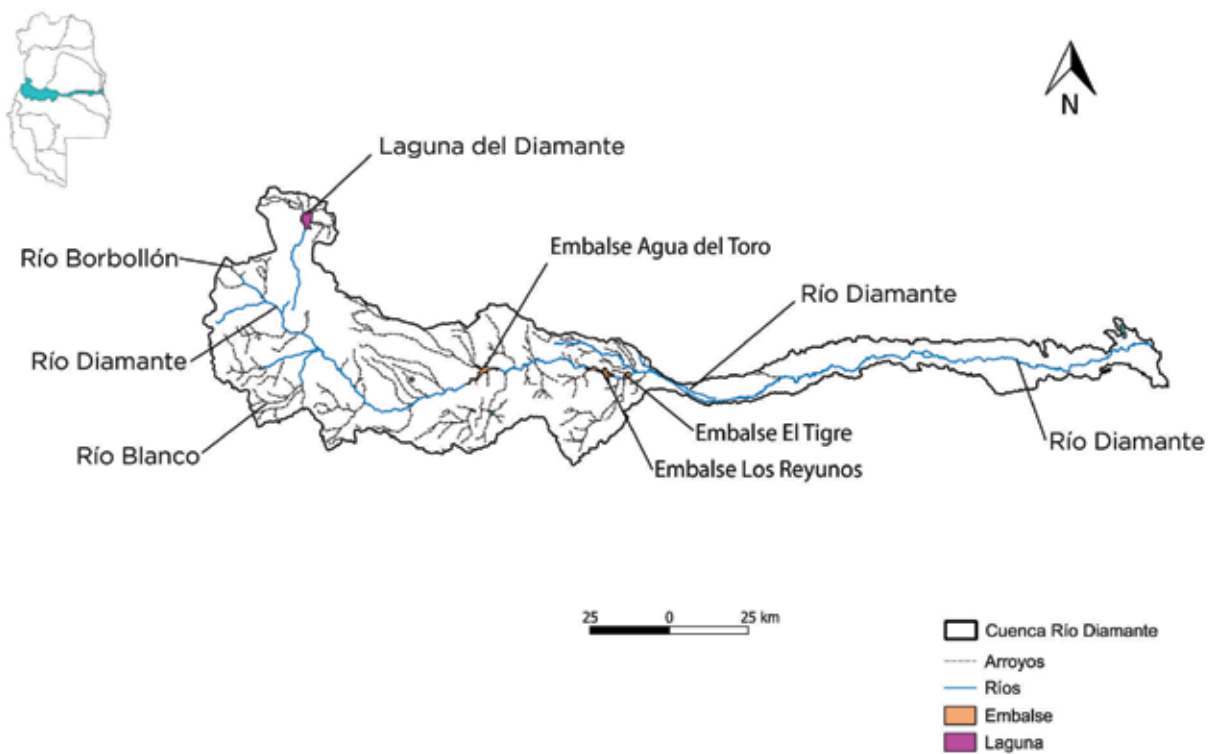 N
Laguna del Diamante
Embalse Agua del Toro
Río Borbollón
Río Diamante
Río Diamante
Embalse El Tigre
Río Diamante
Río Blanco
Embalse Los Reyunos
25 0 25 km
Cuenca Río Diamante
Arroyos
Ríos
Embalse
Laguna